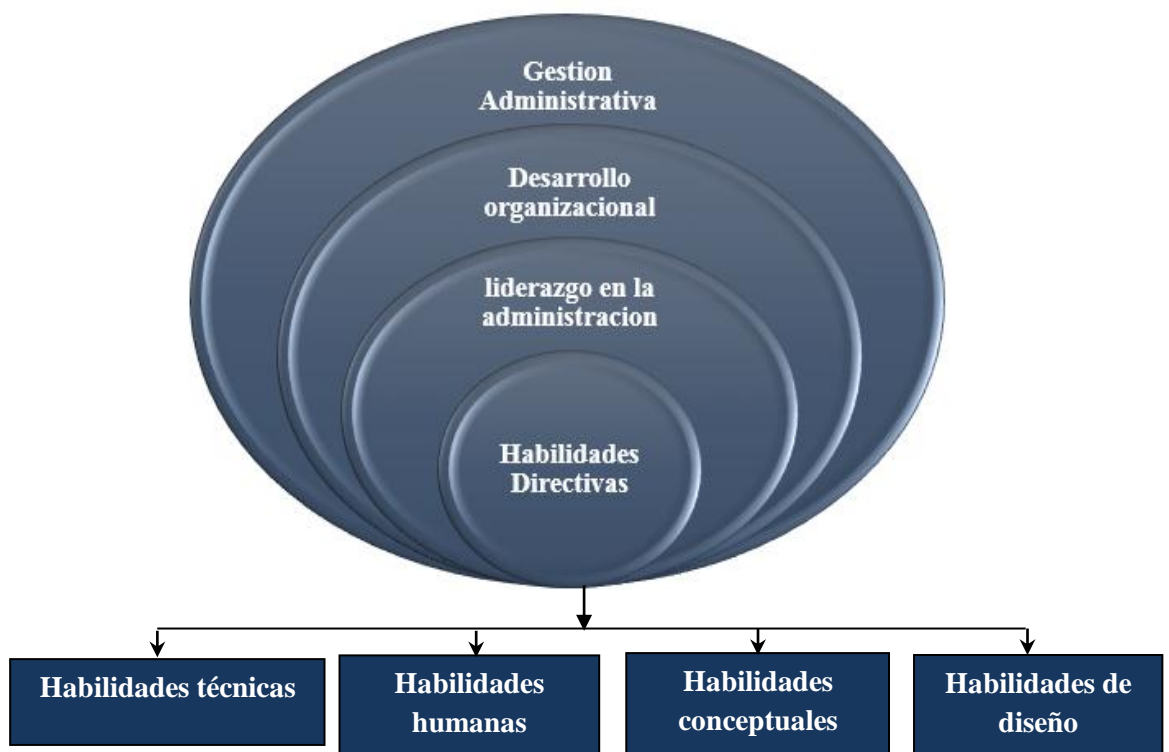 Gestion
Administrativa
Desarrollo
organizacional
liderazgo en la
administracion
Habilidades
Directivas
Habilidades técnicas
Habilidades
humanas
Habilidades
conceptuales
Habilidades de
diseño